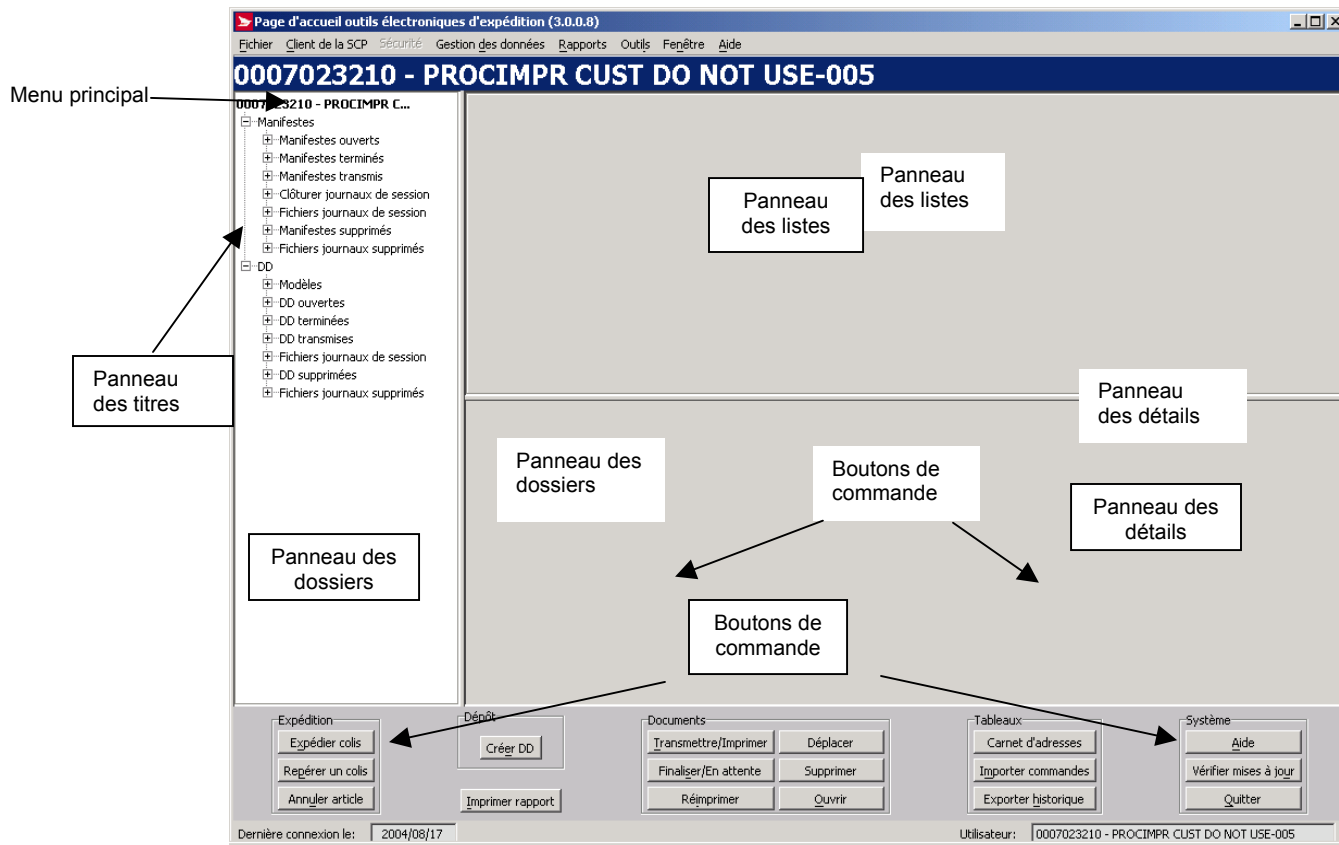 Page d'accueil outils électroniques d'expédition (3.0.0.8)
Fichier Client de la SCP Sécurité Gestion des données Rapports Outils Fenêtre Aide
0007023210 - PROCIMPR CUST DO NOT USE-005
Menu principal
0007023210 - PROCIMPR C...
Manifestes
Manifestes ouverts
Manifestes terminés
Manifestes transmis
Clôturer journaux de session
Fichiers journaux de session
Manifestes supprimés
Fichiers journaux supprimés
DD
Modèles
DD ouvertes
DD terminées
DD transmises
Fichiers journaux de session
DD supprimées
Fichiers journaux supprimés
Panneau
des listes
Panneau
des listes
Panneau
des titres
Panneau
des détails
Panneau des
dossiers
Boutons de
commande
Panneau des
détails
Panneau des
dossiers
Boutons de
commande
Expédition
Expédier colis
Repérer un colis
Annuler article
Dépôt
Créer DD
Imprimer rapport
Documents
Transmettre/Imprimer Déplacer
Finaliser/En attente Supprimer
Réimprimer Ouvrir
Tableaux
Carnet d'adresses
Importer commandes
Exporter historique
Système
Aide
Vérifier mises à jour
Quitter
Dernière connexion le: 2004/08/17
Utilisateur: 0007023210 - PROCIMPR CUST DO NOT USE-005